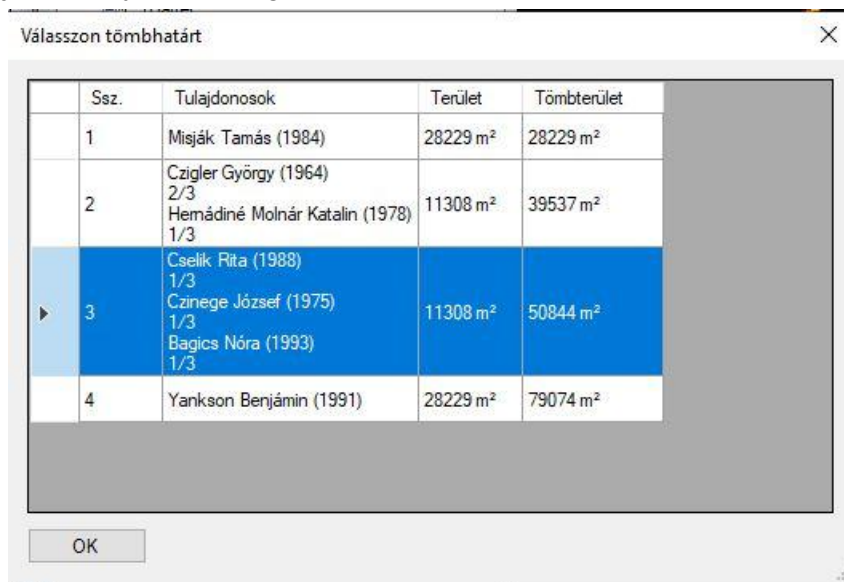 Válasszon tömbhatárt
Ssz. Tulajdonosok Terület Tömbterület
1 Misják Tamás (1984) 28229 m² 28229 m²
Czigler György (1964)
2/3
2 Hernádiné Molnár Katalin (1978) 11308 m² 39537 m²
1/3
Cselik Rita (1988)
1/3
Czinege József (1975)
3 1/3 11308 m² 50844 m²
Bagics Nóra (1993)
1/3
4 Yankson Benjámin (1991) 28229 m² 79074 m²
OK